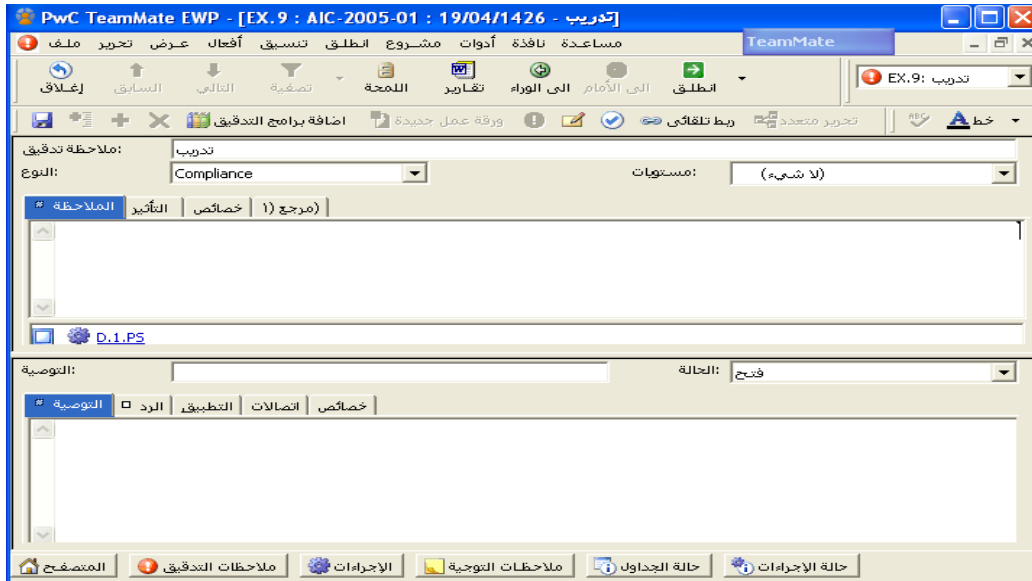 PwC TeamMate EWP - [EX.9 : AIC-2005-01 : 19/04/1426 - تدريب]
ملف تحرير عرض أفعال تنسيق انطلق مشروع أدوات نافذة مساعدة TeamMate
إغلاق السابق التالي تصفية اللمحة تقارير الى الوراء الى الأمام انطلق EX.9: تدريب
اضافة برامج التدقيق ورقة عمل جديدة ربط تلقائى تحرير متعدد ABC A خط
ملاحظة تدقيق: تدريب
النوع: Compliance مستويات: (لا شيء)
الملاحظة التأثير خصائص (مرجع (١
D.1.PS
التوصية: الحالة: فتح
التوصية الرد التطبيق اتصالات خصائص
المتصفح ملاحظات التدقيق الإجراءات ملاحظات التوجية حالة الجداول حالة الإجراءات